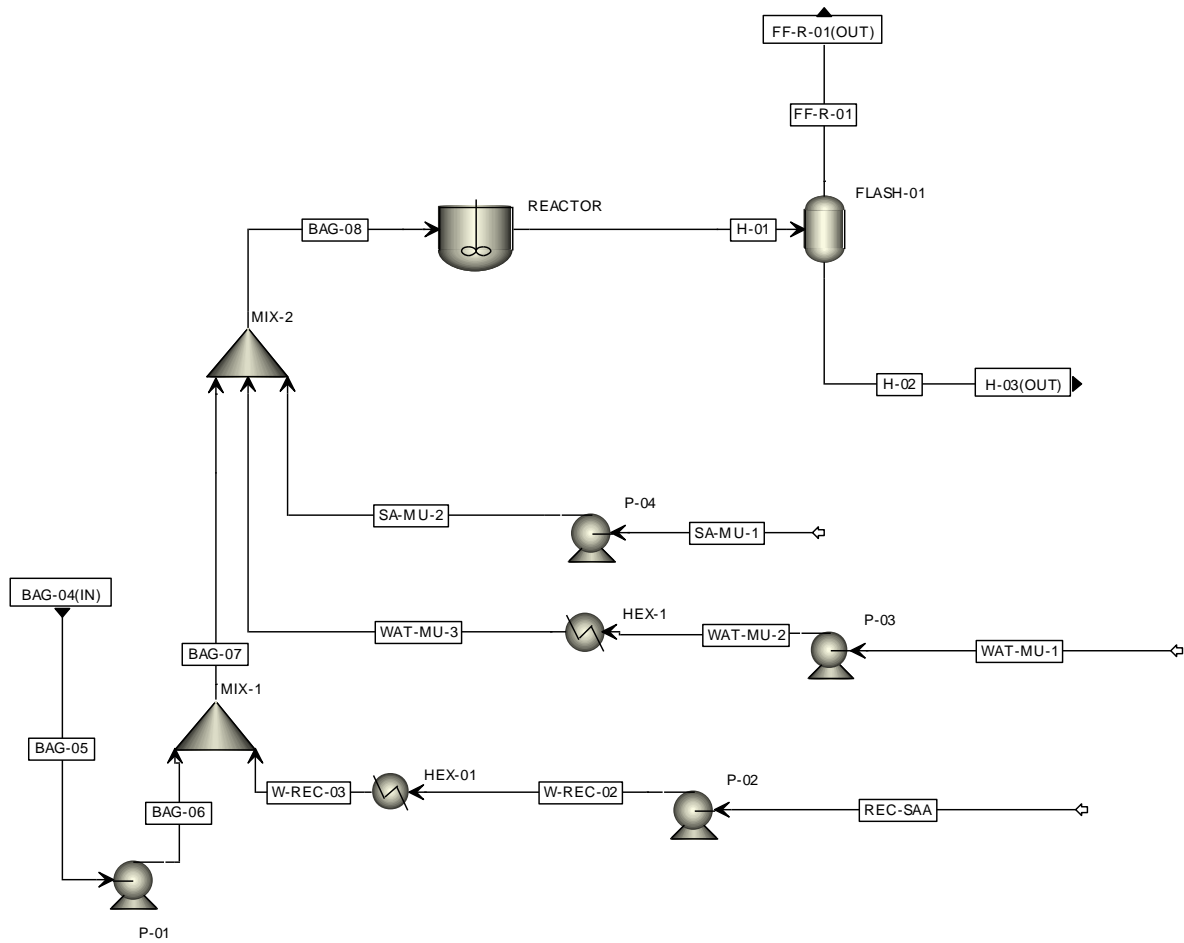 FF-R-01(OUT)
FF-R-01
FLASH-01
REACTOR
BAG-08
H-01
MIX-2
H-02
H-03(OUT)
P-04
SA-MU-2
SA-MU-1
BAG-04(IN)
HEX-1
P-03
WAT-MU-3
WAT-MU-2
WAT-MU-1
BAG-07
MIX-1
BAG-05
HEX-01
P-02
W-REC-03
W-REC-02
REC-SAA
BAG-06
P-01